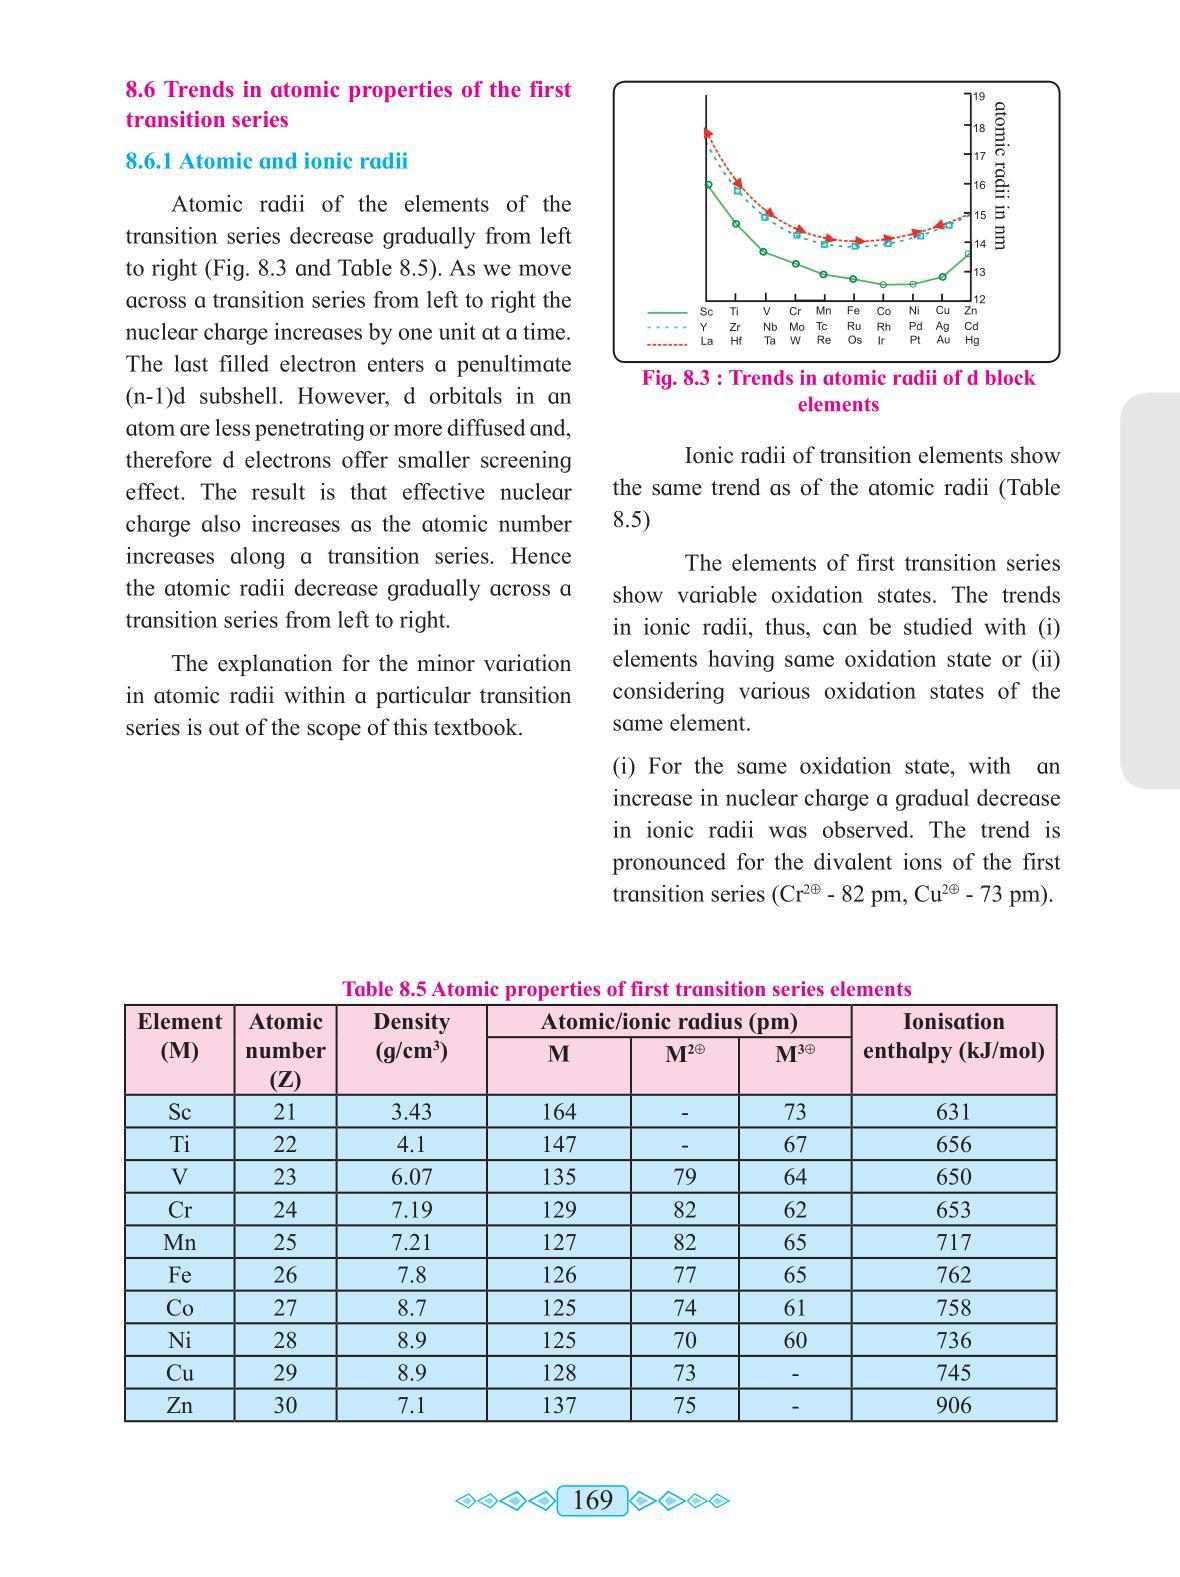 8.6 Trends in atomic properties of the first
transition series
8.6.1 Atomic and ionic radii
Atomic radii of the elements of the
transition series decrease gradually from left
to right (Fig. 8.3 and Table 8.5). As we move
across a transition series from left to right the
nuclear charge increases by one unit at a time.
The last filled electron enters a penultimate
(n-1)d subshell. However, d orbitals in an
atom are less penetrating or more diffused and,
therefore d electrons offer smaller screening
effect. The result is that effective nuclear
charge also increases as the atomic number
increases along a transition series. Hence
the atomic radii decrease gradually across a
transition series from left to right.
The explanation for the minor variation
in atomic radii within a particular transition
series is out of the scope of this textbook.
19
18
17
16
15
14
13
12
atomic radii in nm
Sc Ti V Cr Mn Fe Co Ni Cu Zn
Y Zr Nb Mo Tc Ru Rh Pd Ag Cd
La Hf Ta W Re Os Ir Pt Au Hg
Fig. 8.3 : Trends in atomic radii of d block
elements
Ionic radii of transition elements show
the same trend as of the atomic radii (Table
8.5)
The elements of first transition series
show variable oxidation states. The trends
in ionic radii, thus, can be studied with (i)
elements having same oxidation state or (ii)
considering various oxidation states of the
same element.
(i) For the same oxidation state, with an
increase in nuclear charge a gradual decrease
in ionic radii was observed. The trend is
pronounced for the divalent ions of the first
transition series (Cr²⊕ - 82 pm, Cu²⊕ - 73 pm).
Table 8.5 Atomic properties of first transition series elements
Element (M) Atomic number (Z) Density (g/cm³) Atomic/ionic radius (pm) Ionisation enthalpy (kJ/mol)
M M²⊕ M³⊕
Sc 21 3.43 164 - 73 631
Ti 22 4.1 147 - 67 656
V 23 6.07 135 79 64 650
Cr 24 7.19 129 82 62 653
Mn 25 7.21 127 82 65 717
Fe 26 7.8 126 77 65 762
Co 27 8.7 125 74 61 758
Ni 28 8.9 125 70 60 736
Cu 29 8.9 128 73 - 745
Zn 30 7.1 137 75 - 906
169